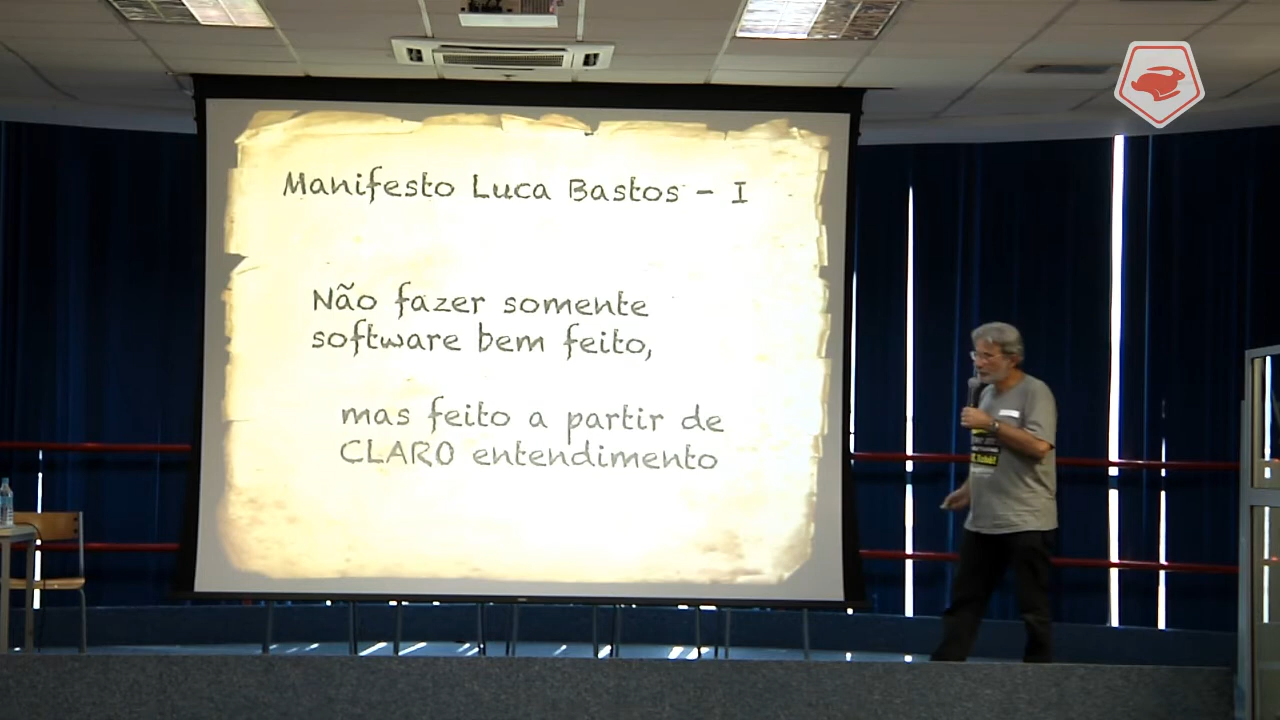 Manifesto Luca Bastos - I
Não fazer somente
software bem feito,
mas feito a partir de
CLARO entendimento